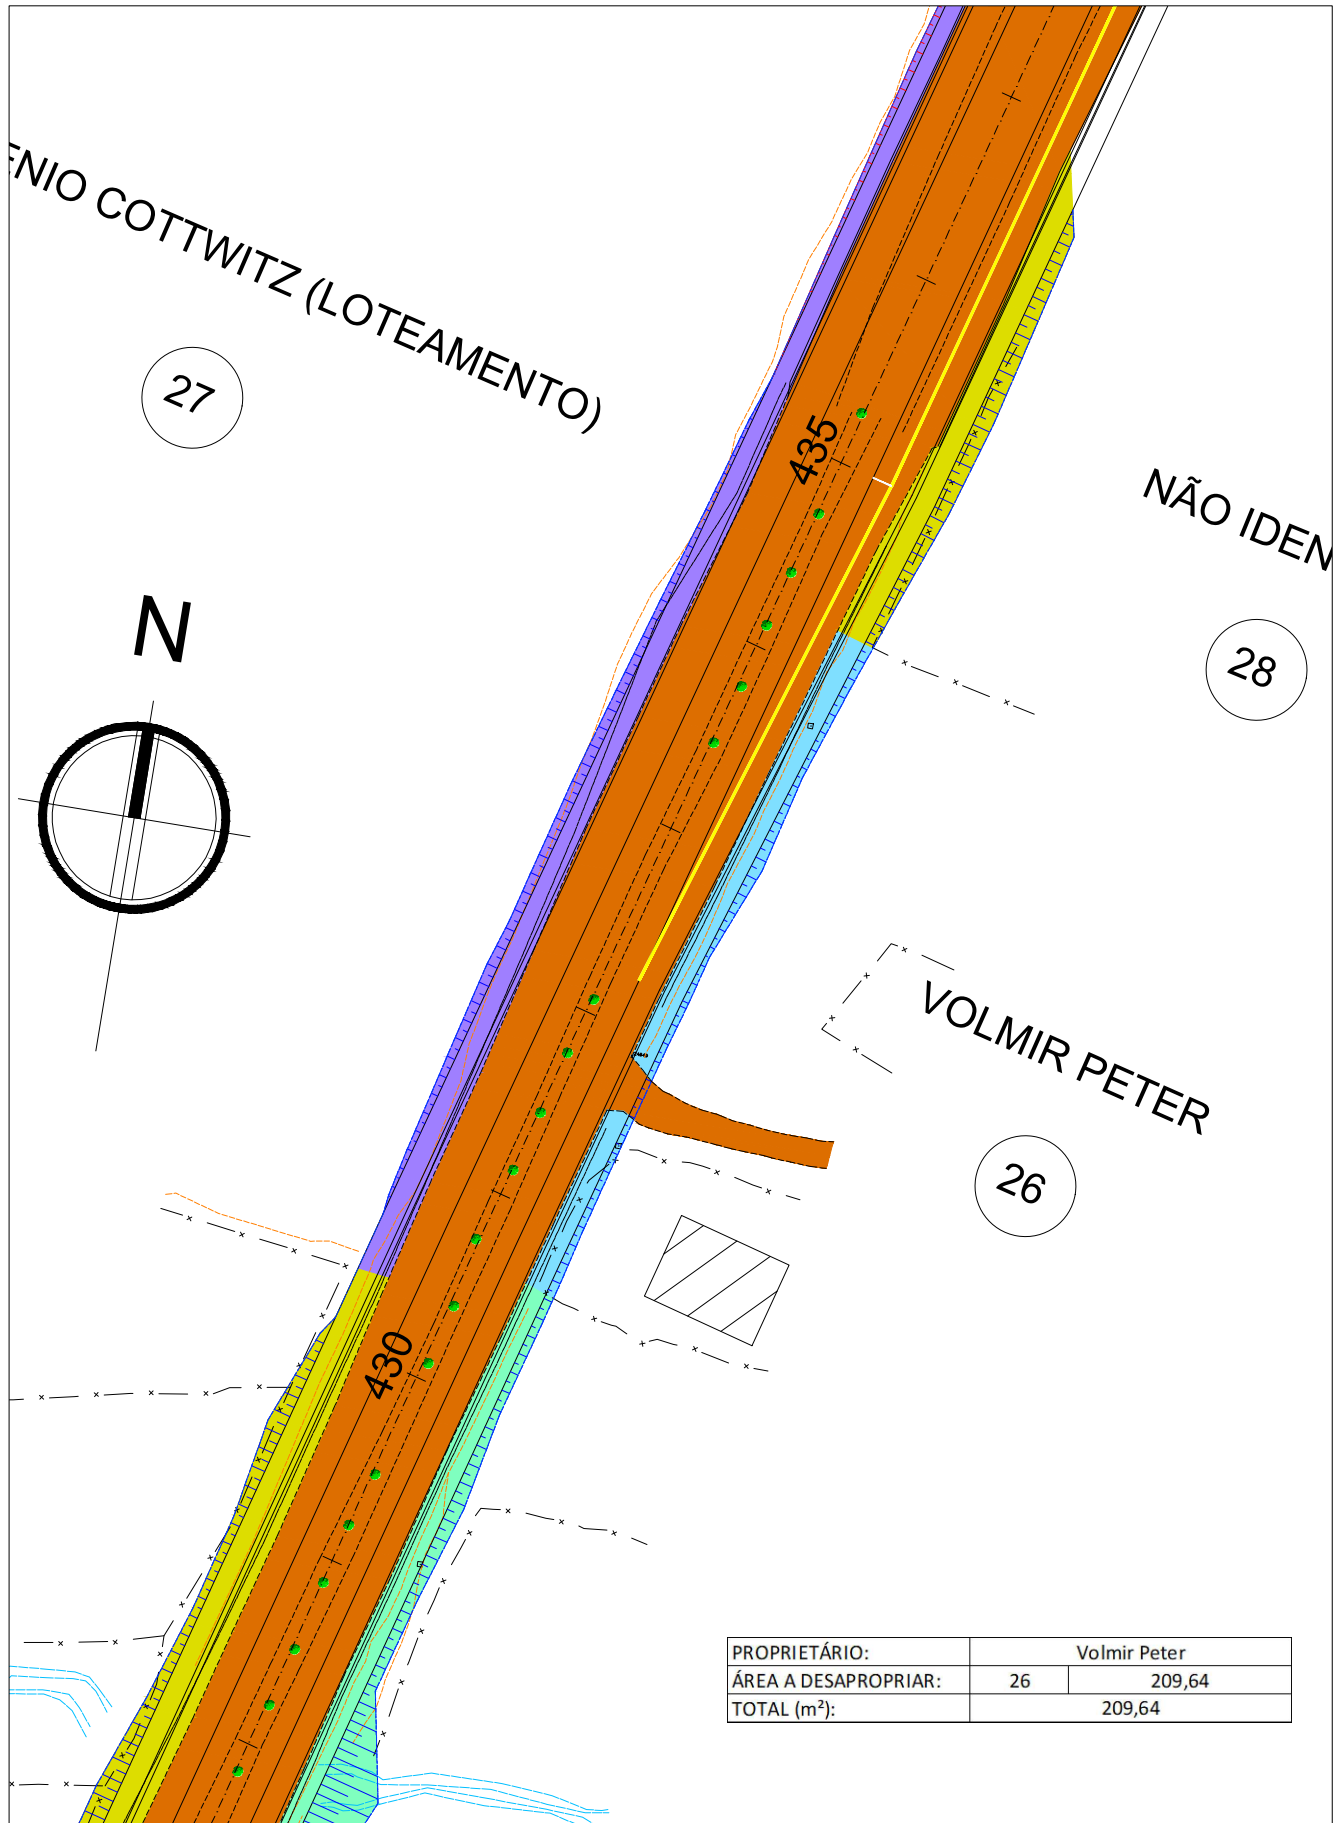 ENIO COTTWITZ (LOTEAMENTO)
27
435
NÃO IDEN
28
N
VOLMIR PETER
26
430
PROPRIETÁRIO: Volmir Peter
ÁREA A DESAPROPRIAR: 26 209,64
TOTAL (m²): 209,64